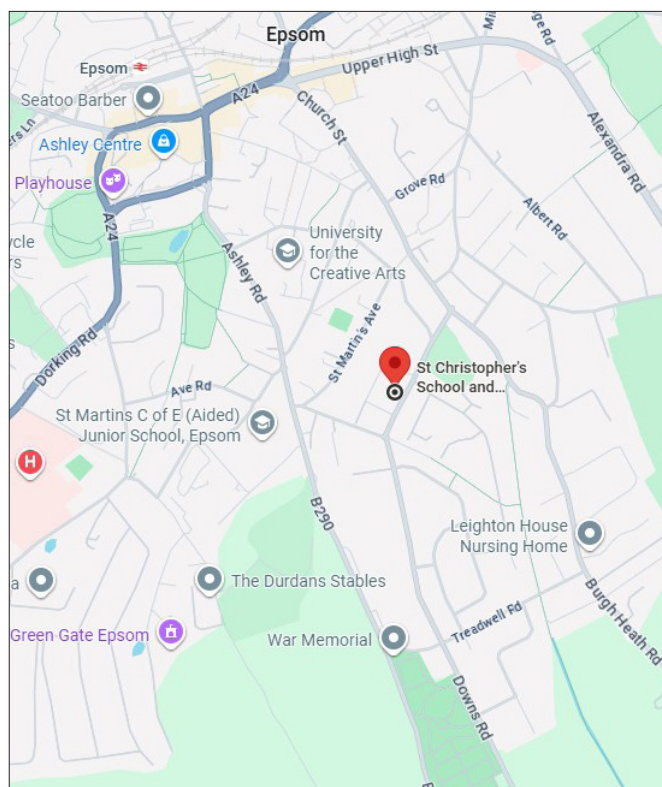 Epsom
Epsom
Upper High St
Seatoo Barber
A24
Church St
Ashley Centre
Alexandra Rd
Playhouse
Grove Rd
Albert Rd
A24
University
for the
Creative Arts
Ashley Rd
Dorking Rd
St Martin's Ave
St Christopher's
School and...
Ave Rd
St Martins C of E (Aided)
Junior School, Epsom
H
B290
Leighton House
Nursing Home
The Durdans Stables
Green Gate Epsom
War Memorial
Treadwell Rd
Burgh Heath Rd
Downs Rd